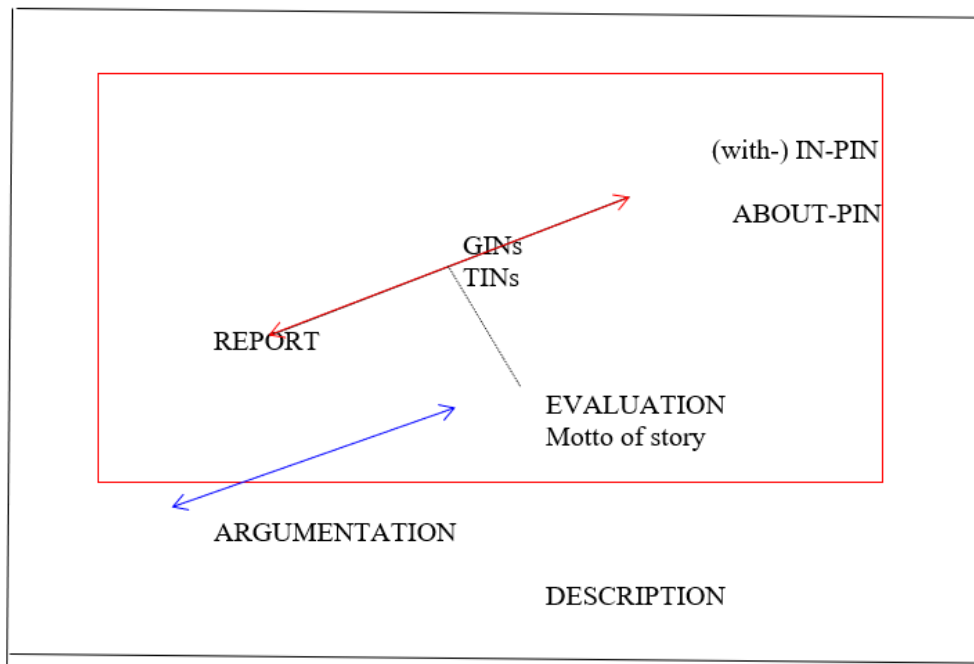 (with-) IN-PIN
ABOUT-PIN
GINs
TINs
REPORT
EVALUATION
Motto of story
ARGUMENTATION
DESCRIPTION